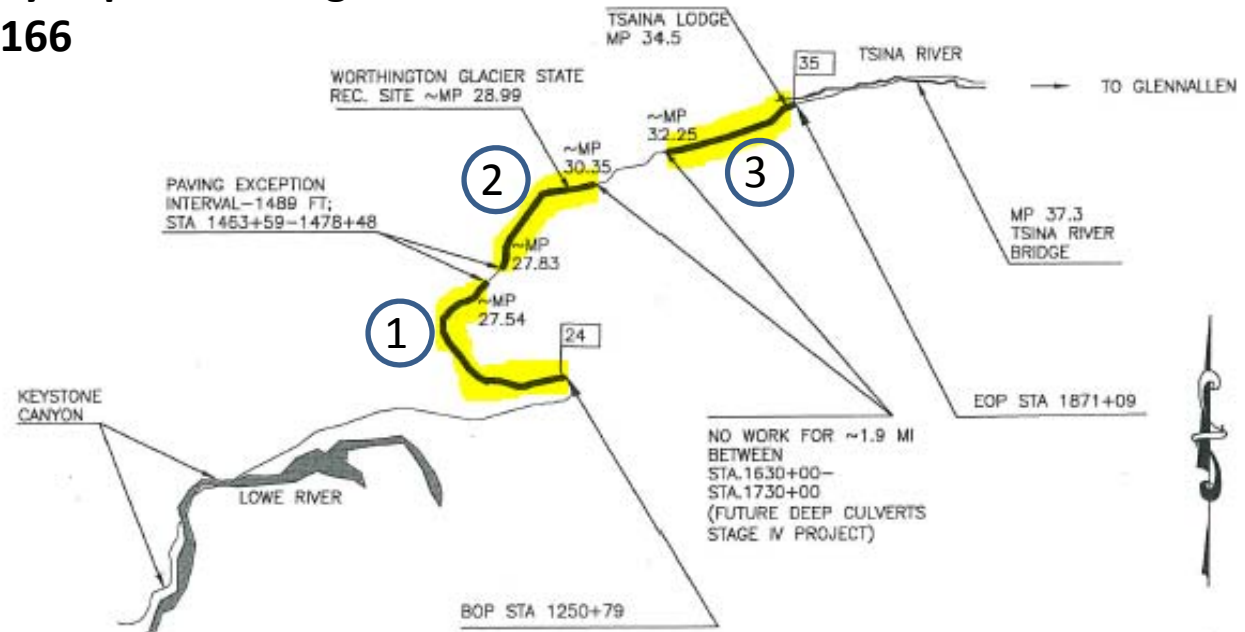 166
TSAINA LODGE
MP 34.5
35
TSINA RIVER
TO GLENNALLEN
WORTHINGTON GLACIER STATE
REC. SITE ~MP 28.99
~MP
32.25
~MP
30.35
2
3
PAVING EXCEPTION
INTERVAL-1489 FT;
STA 1463+59-1478+48
MP 37.3
TSINA RIVER
BRIDGE
~MP
27.83
~MP
27.54
1
24
KEYSTONE
CANYON
EOP STA 1871+09
NO WORK FOR ~1.9 MI
BETWEEN
STA.1630+00-
STA.1730+00
(FUTURE DEEP CULVERTS
STAGE IV PROJECT)
LOWE RIVER
BOP STA 1250+79